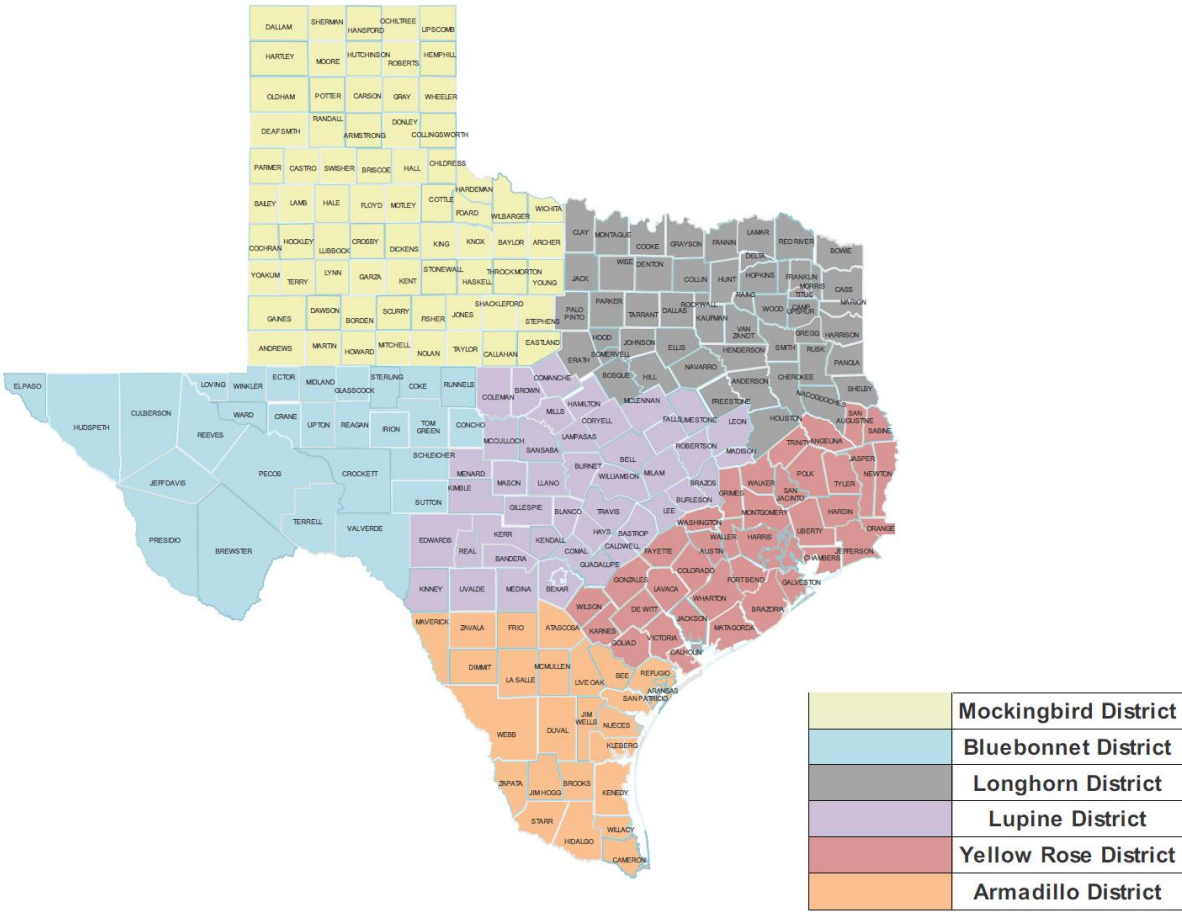 DALLAM SHERMAN HANSFORD OCHILTREE LIPSCOMB
HARTLEY MOORE HUTCHINSON ROBERTS HEMPHILL
OLDHAM POTTER CARSON GRAY WHEELER
DEAF SMITH RANDALL ARMSTRONG DONLEY COLLINGSWORTH
PARMER CASTRO SWISHER BRISCOE HALL CHILDRESS
HARDEMAN
BAILEY LAMB HALE FLOYD MOTLEY COTTLE FOARD WILBARGER WICHITA
CLAY MONTAGUE COOKE GRAYSON FANNIN LAMAR RED RIVER BOWIE
COCHRAN HOCKLEY LUBBOCK CROSBY DICKENS KING KNOX BAYLOR ARCHER
DELTA
JACK WISE DENTON COLLIN HUNT HOPKINS FRANKLIN TITUS MORRIS CASS
YOAKUM TERRY LYNN GARZA KENT STONEWALL HASKELL THROCKMORTON YOUNG
RAINS WOOD CAMP UPSHUR MARION
GAINES DAWSON BORDEN SCURRY FISHER JONES SHACKLEFORD STEPHENS
PALO PINTO PARKER TARRANT DALLAS ROCKWALL KAUFMAN VAN ZANDT GREGG HARRISON
ANDREWS MARTIN HOWARD MITCHELL NOLAN TAYLOR CALLAHAN EASTLAND
ERATH HOOD SOMERVELL JOHNSON ELLIS HENDERSON SMITH RUSK PANOLA
EL PASO HUDSPETH CULBERSON LOVING WINKLER ECTOR MIDLAND GLASSCOCK STERLING COKE RUNNELS
COLEMAN BROWN COMANCHE
BOSQUE HILL NAVARRO ANDERSON CHEROKEE SHELBY
REEVES WARD CRANE UPTON REAGAN IRION TOM GREEN CONCHO
MILLS HAMILTON CORYELL MCLENNAN FALLS LIMESTONE FREESTONE LEON HOUSTON NACOGDOCHES
SAN AUGUSTINE SABINE
JEFF DAVIS PECOS CROCKETT SCHLEICHER
MCCULLOCH SAN SABA LAMPASAS BELL ROBERTSON MADISON TRINITY ANGELINA
MENARD MASON LLANO BURNET WILLIAMSON MILAM BRAZOS GRIMES WALKER SAN JACINTO POLK TYLER JASPER NEWTON
PRESIDIO BREWSTER TERRELL VAL VERDE SUTTON
KIMBLE GILLESPIE BLANCO TRAVIS LEE BURLESON WASHINGTON MONTGOMERY LIBERTY HARDIN ORANGE
EDWARDS REAL KERR KENDALL HAYS BASTROP
BANDERA COMAL CALDWELL GUADALUPE FAYETTE AUSTIN WALLER HARRIS CHAMBERS JEFFERSON
KINNEY UVALDE MEDINA BEXAR
GONZALES LAVACA COLORADO WHARTON FORT BEND BRAZORIA GALVESTON
MAVERICK ZAVALA FRIO ATASCOSA
WILSON KARNES DE WITT JACKSON MATAGORDA
GOLIAD VICTORIA CALHOUN
DIMMIT LA SALLE MCMULLEN LIVE OAK BEE REFUGIO
ARANSAS
SAN PATRICIO
WEBB DUVAL JIM WELLS NUECES
KLEBERG
ZAPATA JIM HOGG BROOKS KENEDY
STARR HIDALGO WILLACY
CAMERON
Mockingbird District
Bluebonnet District
Longhorn District
Lupine District
Yellow Rose District
Armadillo District